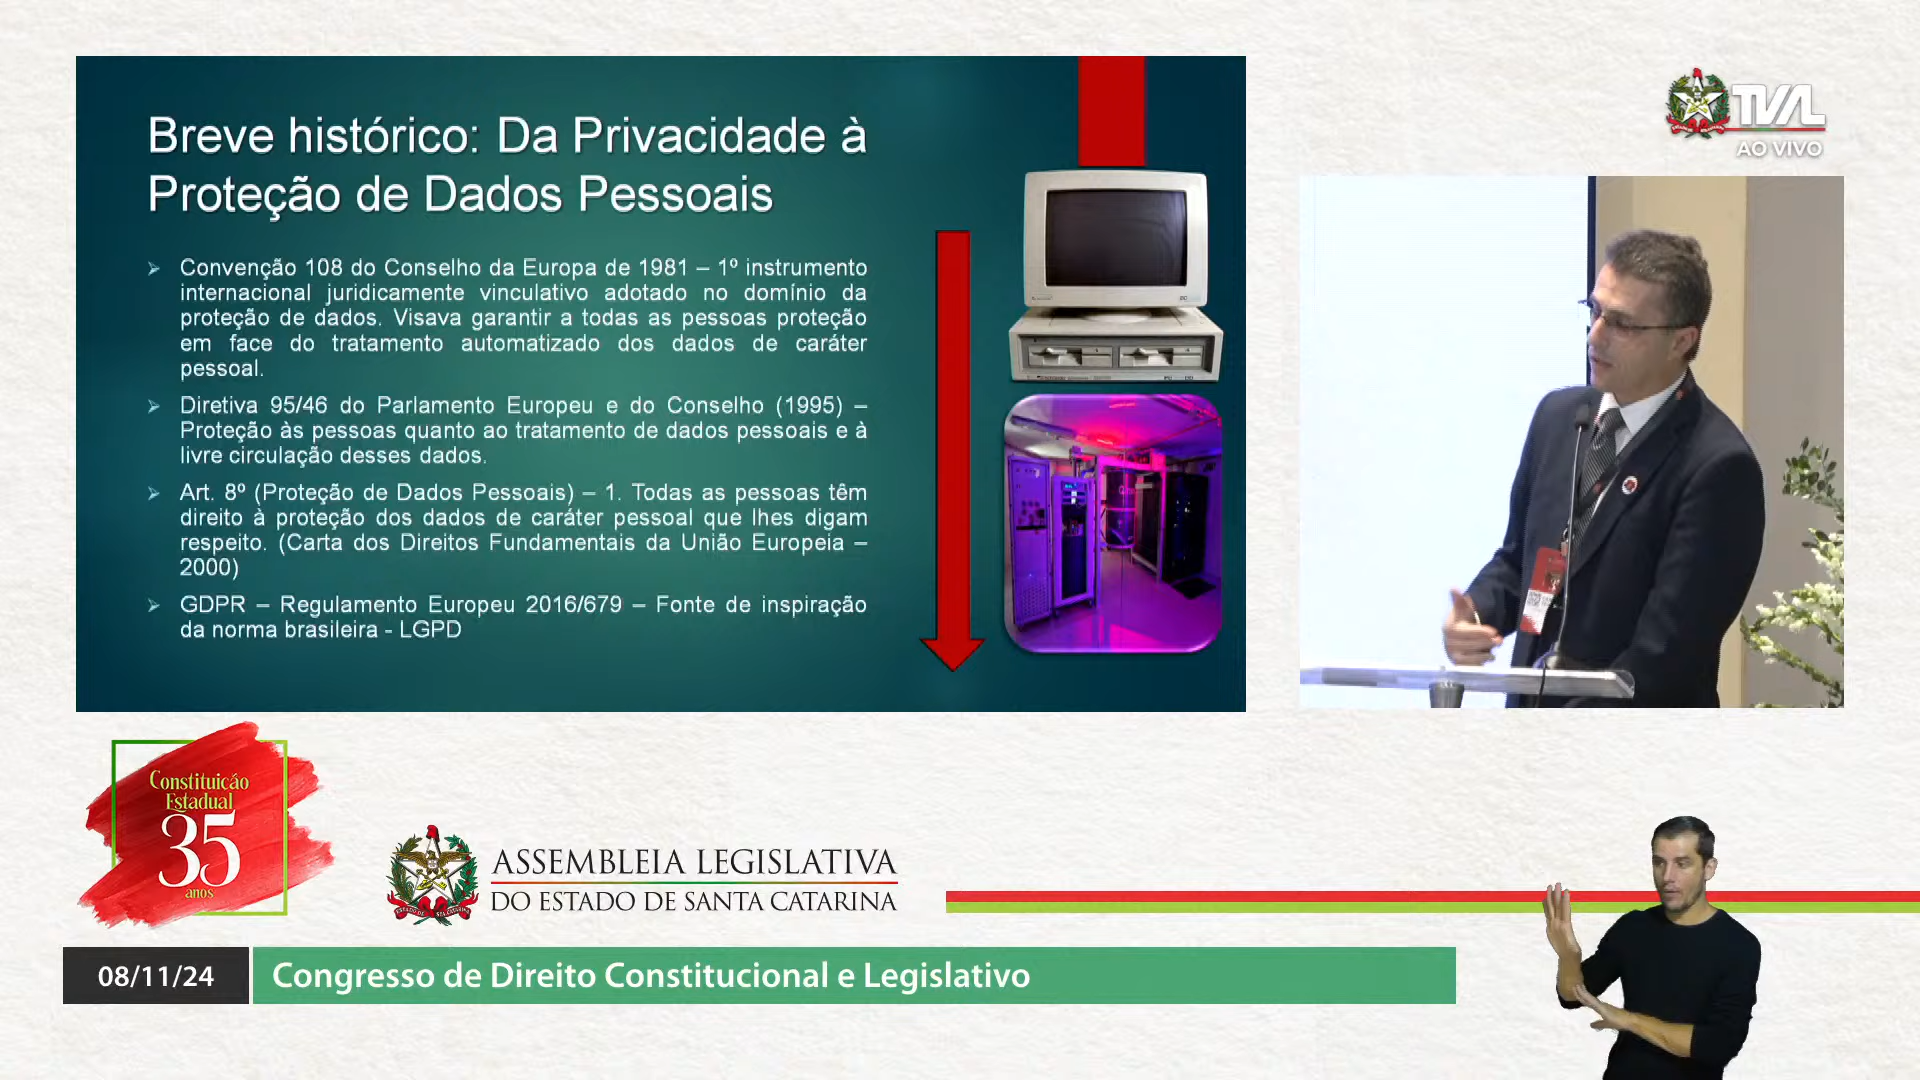 Breve histórico: Da Privacidade à
Proteção de Dados Pessoais
Convenção 108 do Conselho da Europa de 1981 – 1º instrumento
internacional juridicamente vinculativo adotado no domínio da
proteção de dados. Visava garantir a todas as pessoas proteção
em face do tratamento automatizado dos dados de caráter
pessoal.
Diretiva 95/46 do Parlamento Europeu e do Conselho (1995) –
Proteção às pessoas quanto ao tratamento de dados pessoais e à
livre circulação desses dados.
Art. 8º (Proteção de Dados Pessoais) – 1. Todas as pessoas têm
direito à proteção dos dados de caráter pessoal que lhes digam
respeito. (Carta dos Direitos Fundamentais da União Europeia –
2000)
GDPR – Regulamento Europeu 2016/679 – Fonte de inspiração
da norma brasileira - LGPD
TVAL
AO VIVO
Constituição
Estadual
35
anos
ASSEMBLEIA LEGISLATIVA
DO ESTADO DE SANTA CATARINA
08/11/24
Congresso de Direito Constitucional e Legislativo